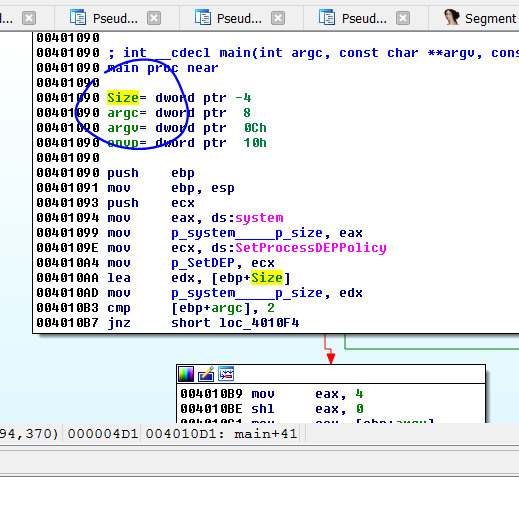 Pseud...
Pseud...
Pseud...
Segment
00401090
00401090 ; int __cdecl main(int argc, const char **argv, cons
00401090 main proc near
00401090
00401090 Size= dword ptr -4
00401090 argc= dword ptr  8
00401090 argv= dword ptr  0Ch
00401090 envp= dword ptr  10h
00401090
00401090 push    ebp
00401091 mov     ebp, esp
00401093 push    ecx
00401094 mov     eax, ds:system
00401099 mov     p_system_____p_size, eax
0040109E mov     ecx, ds:SetProcessDEPPolicy
004010A4 mov     p_SetDEP, ecx
004010AA lea     edx, [ebp+Size]
004010AD mov     p_system_____p_size, edx
004010B3 cmp     [ebp+argc], 2
004010B7 jnz     short loc_4010F4
004010B9 mov     eax, 4
004010BE shl     eax, 0
94,370) 000004D1 004010D1: main+41